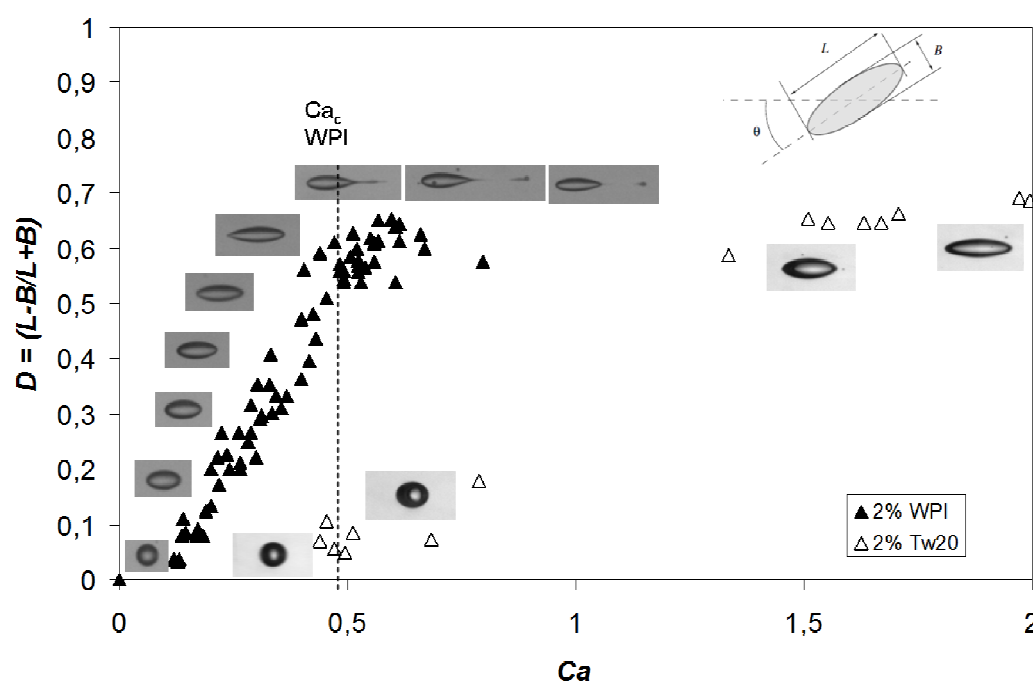 1
0,9
0,8
0,7
0,6
0,5
0,4
0,3
0,2
0,1
0
D = (L-B/L+B)
Ca_c
WPI
L
B
θ
2% WPI
2% Tw20
0
0,5
1
1,5
2
Ca